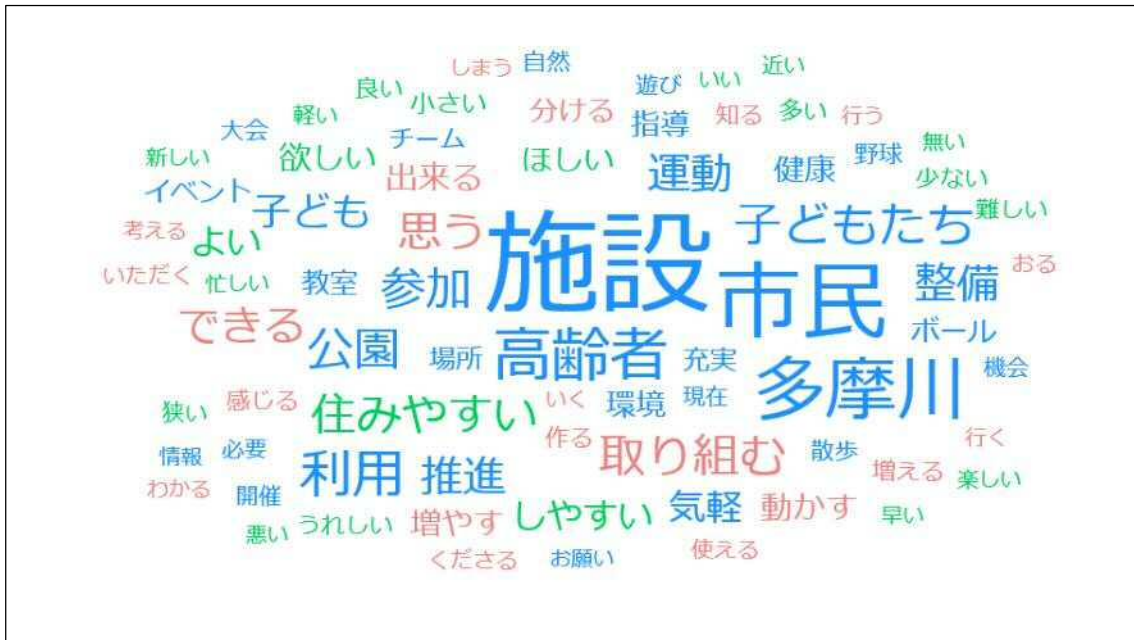 しまう 自然 遊び いい 近い
良い 小さい 分ける 指導 知る 多い 行う
軽い
大会 チーム 野球 無い
新しい 欲しい 出来る ほしい 運動 健康 少ない
イベント 子ども 思う 施設 子どもたち 難しい
考える よい
いただく 忙しい 教室 参加 市民 整備 おる
できる 公園 場所 高齢者 充実 ボール
多摩川 機会
狭い 感じる 住みやすい いく 環境 現在
情報 必要 作る 取り組む 散歩 行く
わかる 開催 利用 推進 増える 楽しい
悪い うれしい 増やす しやすい 気軽 動かす 早い
くださる お願い 使える